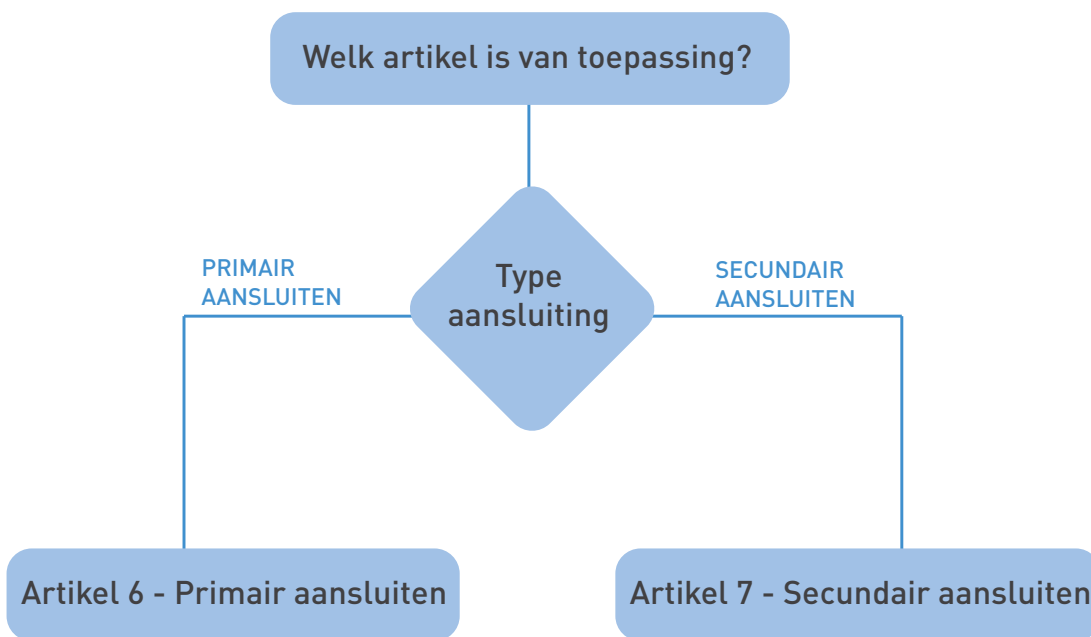 Welk artikel is van toepassing?
PRIMAIR
AANSLUITEN
Type
aansluiting
SECUNDAIR
AANSLUITEN
Artikel 6 - Primair aansluiten
Artikel 7 - Secundair aansluiten